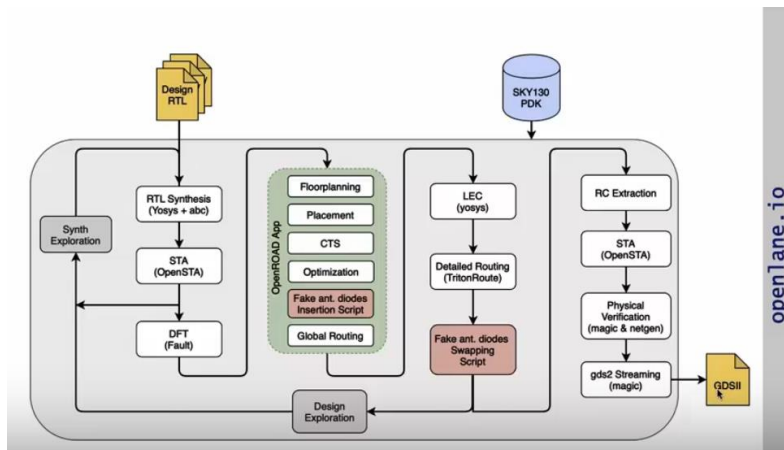 Design
RTL
SKY130
PDK
RTL Synthesis
(Yosys + abc)
Synth
Exploration
STA
(OpenSTA)
DFT
(Fault)
OpenROAD App
Floorplanning
Placement
CTS
Optimization
Fake ant. diodes
Insertion Script
Global Routing
LEC
(yosys)
Detailed Routing
(TritonRoute)
Fake ant. diodes
Swapping
Script
Design
Exploration
RC Extraction
STA
(OpenSTA)
Physical
Verification
(magic & netgen)
gds2 Streaming
(magic)
GDSII
openlane.io